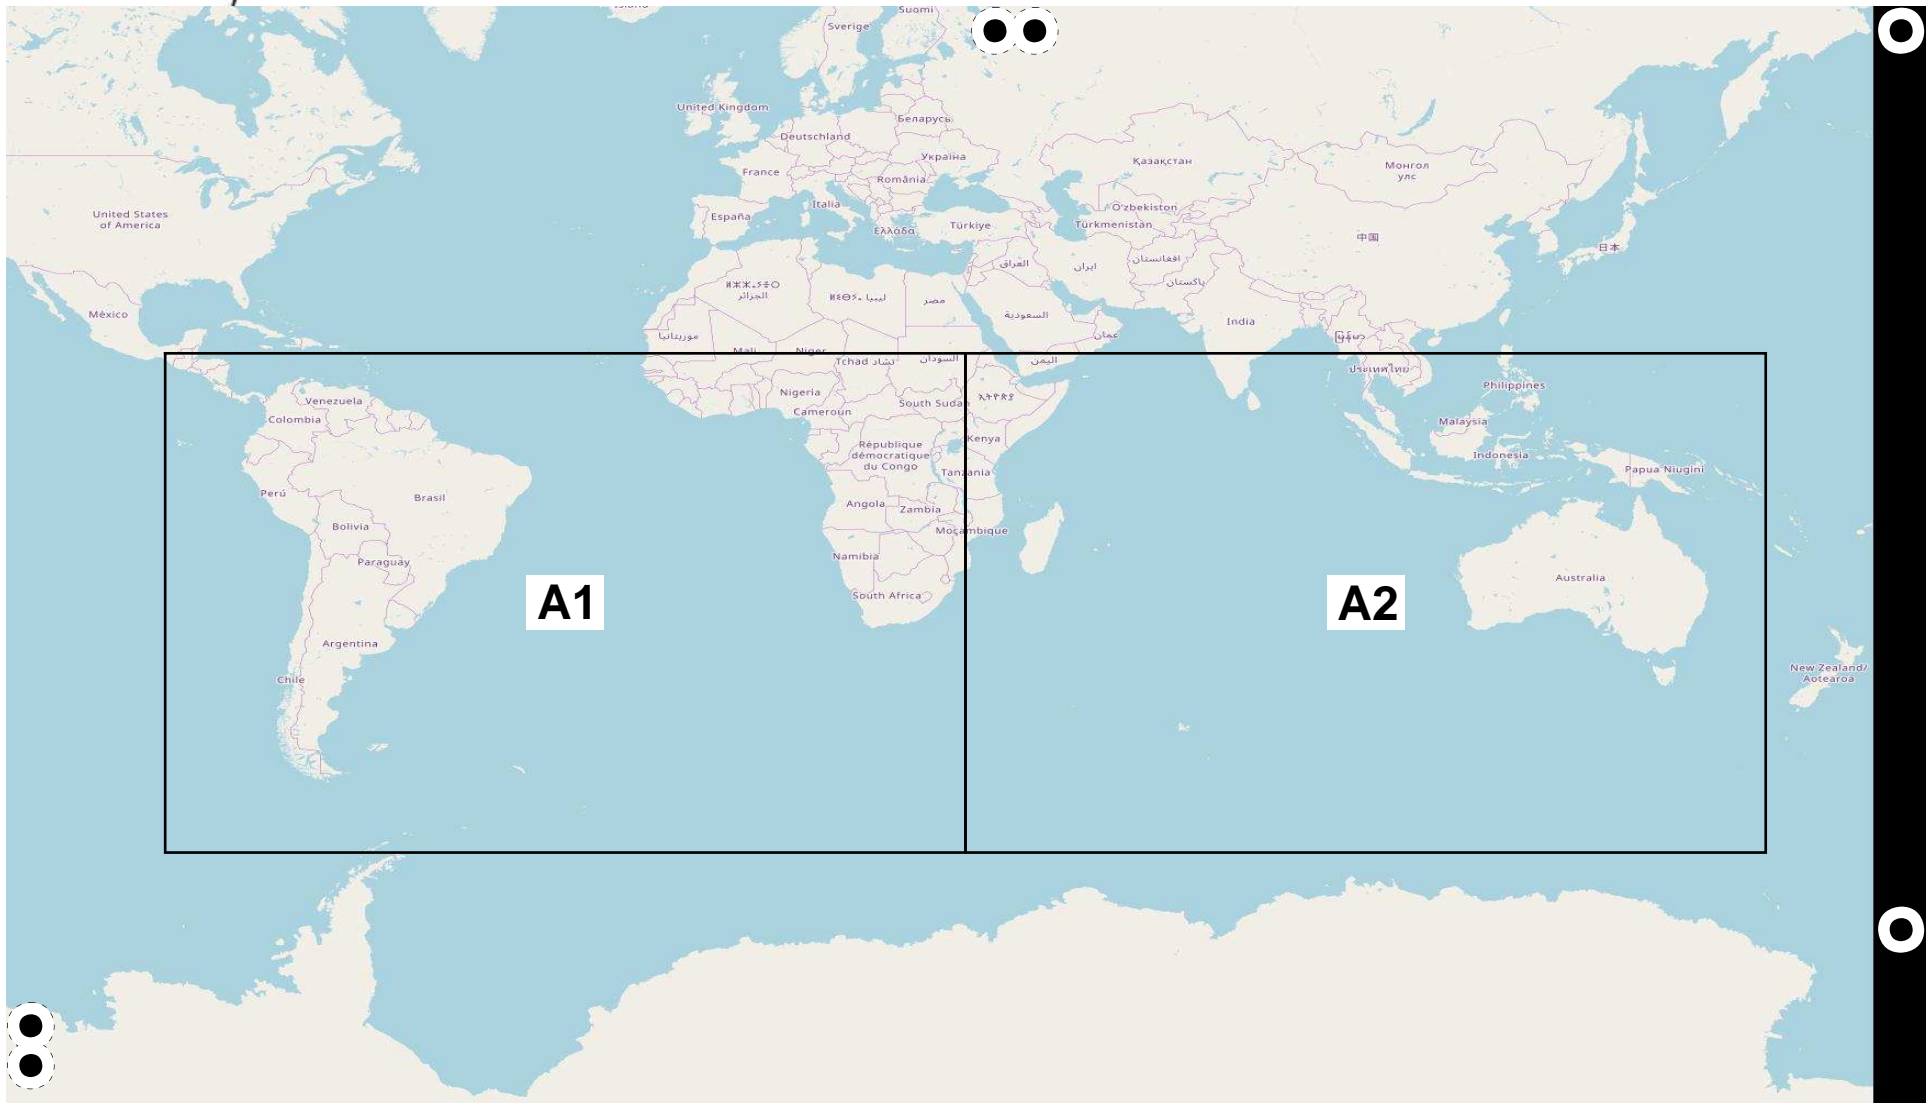 Suomi
Sverige
United Kingdom
Беларусь
Deutschland
Україна
Қазақстан
Монгол
улс
France
România
United States
of America
España
Italia
Ελλάδα
Türkiye
O'zbekiston
Türkmenistan
中国
日本
العراق
ایران
افغانستان
پاکستان
الجزائر
ليبيا
مصر
México
السعودية
India
موريتانيا
عمان
Mali
Niger
Tchad تشاد
السودان
اليمن
ประเทศไทย
Philippines
Venezuela
Nigeria
South Suda
ኢትዮጵያ
Colombia
Cameroun
Malaysia
Kenya
République
démocratique
du Congo
Indonesia
Papua Niugini
Tanzania
Perú
Brasil
Angola
Zambia
Bolivia
Moçambique
Namibia
Paraguay
Australia
South Africa
A1
A2
Argentina
Chile
New Zealand/
Aotearoa